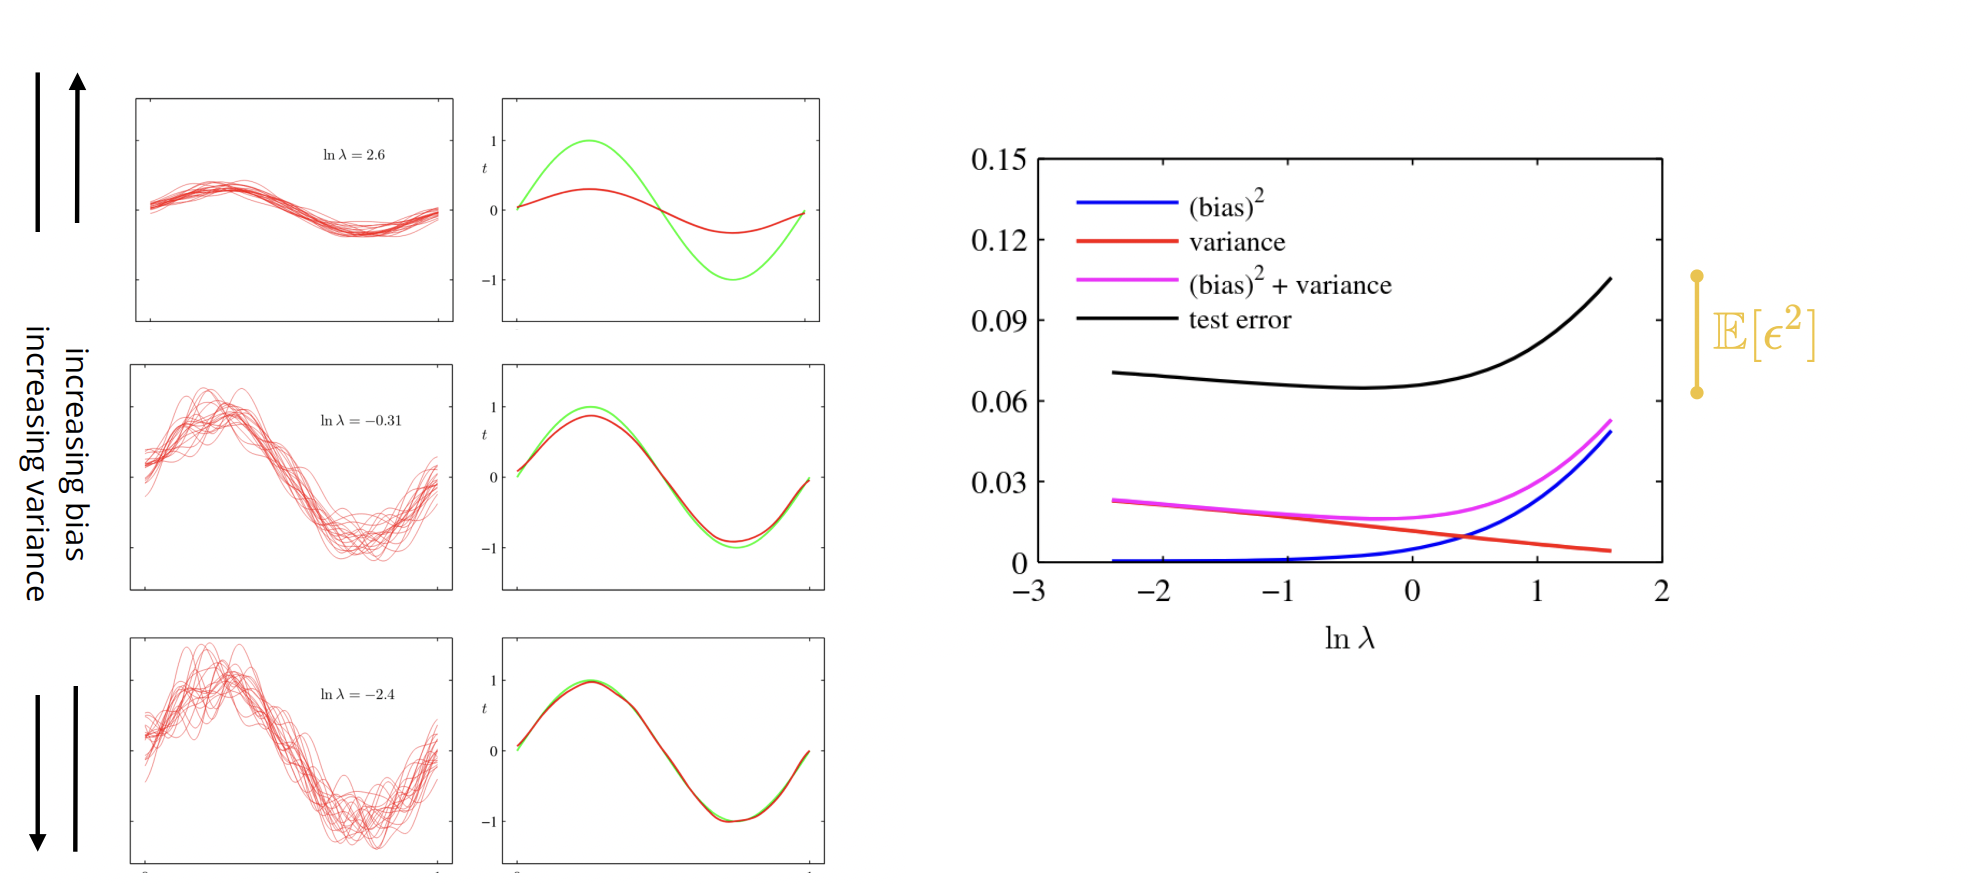 increasing variance
increasing bias
ln λ = 2.6
t
1
0
−1
ln λ = −0.31
t
1
0
−1
ln λ = −2.4
t
1
0
−1
0.15
0.12
0.09
0.06
0.03
0
−3
−2
−1
0
1
2
ln λ
(bias)²
variance
(bias)² + variance
test error
𝔼[ϵ²]